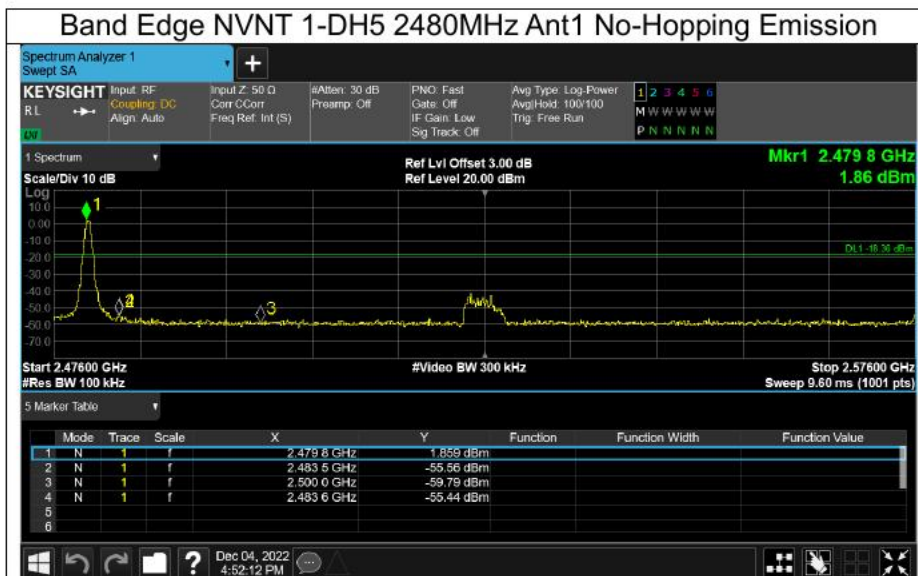 Band Edge NVNT 1-DH5 2480MHz Ant1 No-Hopping Emission
Spectrum Analyzer 1
Swept SA
+
KEYSIGHT Input: RF Input Z: 50 Ω #Atten: 30 dB PNO: Fast Avg Type: Log-Power 1 2 3 4 5 6
RL Coupling: DC Corr CCorr Preamp: Off Gate: Off Avg|Hold: 100/100 M W W W W W
Align: Auto Freq Ref: Int (S) IF Gain: Low Trig: Free Run
Sig Track: Off P N N N N N
1 Spectrum
Ref Lvl Offset 3.00 dB Mkr1 2.479 8 GHz
Scale/Div 10 dB Ref Level 20.00 dBm 1.86 dBm
Log
10.0
0.00
-10.0
-20.0
-30.0
-40.0
-50.0
-60.0
-70.0
1
3
DL1 -18.36 dBm
Start 2.47600 GHz #Video BW 300 kHz Stop 2.57600 GHz
#Res BW 100 kHz Sweep 9.60 ms (1001 pts)
5 Marker Table
Mode Trace Scale X Y Function Function Width Function Value
1 N 1 f 2.479 8 GHz 1.859 dBm
2 N 1 f 2.483 5 GHz -55.56 dBm
3 N 1 f 2.500 0 GHz -59.79 dBm
4 N 1 f 2.483 6 GHz -55.44 dBm
5
6
? Dec 04, 2022
4:52:12 PM